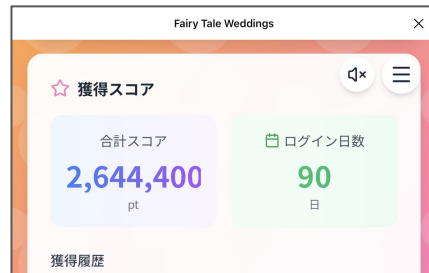 Fairy Tale Weddings
獲得スコア
合計スコア
2,644,400
pt
ログイン日数
90
日
獲得履歴